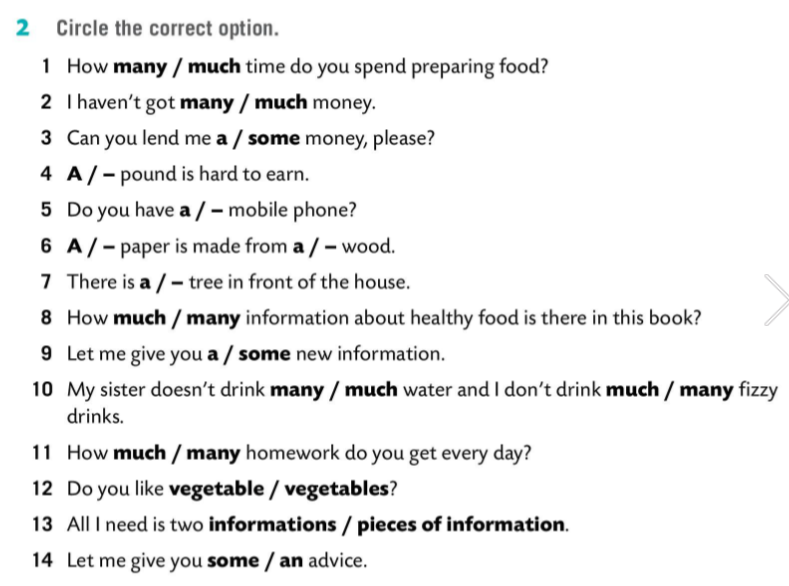 2 Circle the correct option.
1 How many / much time do you spend preparing food?
2 I haven't got many / much money.
3 Can you lend me a / some money, please?
4 A / – pound is hard to earn.
5 Do you have a / – mobile phone?
6 A / – paper is made from a / – wood.
7 There is a / – tree in front of the house.
8 How much / many information about healthy food is there in this book?
9 Let me give you a / some new information.
10 My sister doesn't drink many / much water and I don't drink much / many fizzy
drinks.
11 How much / many homework do you get every day?
12 Do you like vegetable / vegetables?
13 All I need is two informations / pieces of information.
14 Let me give you some / an advice.